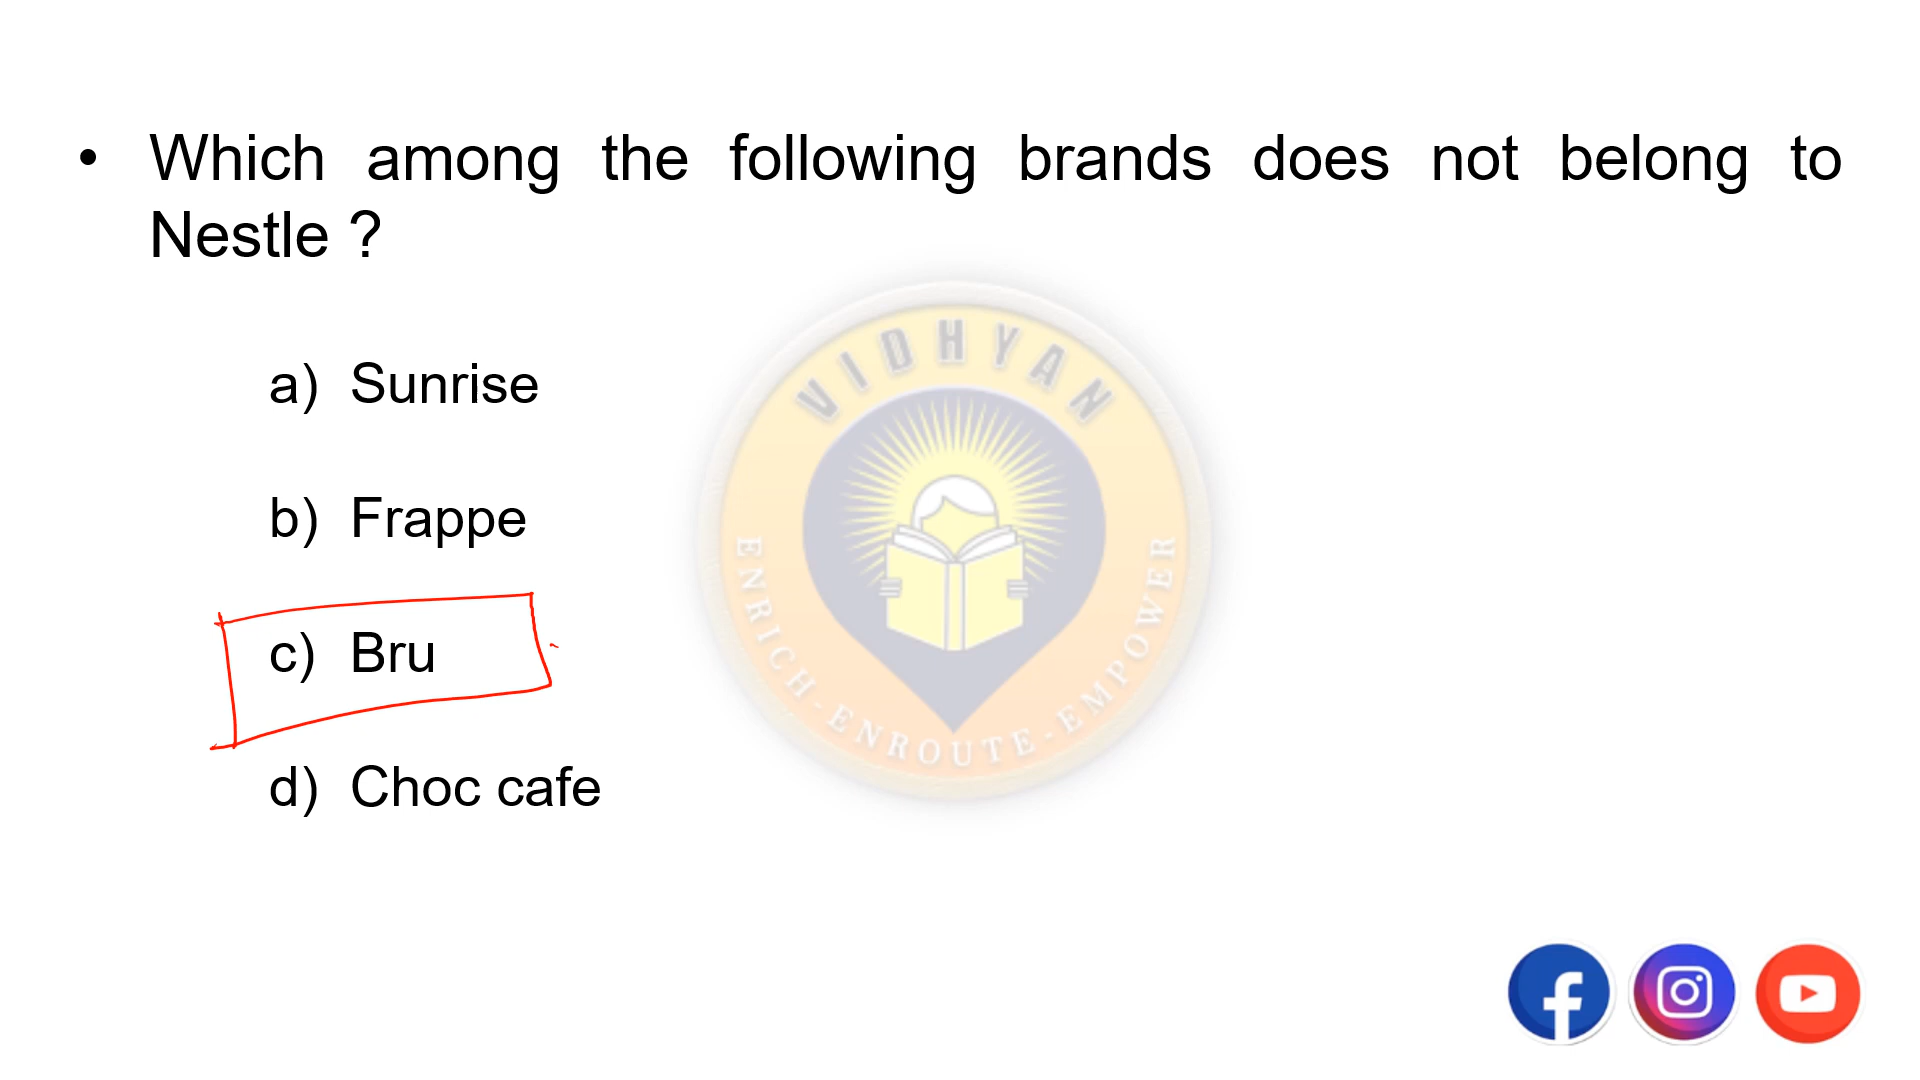 • Which among the following brands does not belong to
Nestle ?
VIDHYAN
a) Sunrise
b) Frappe
c) Bru
d) Choc cafe
ENRICH-ENROUTE-EMPOWER